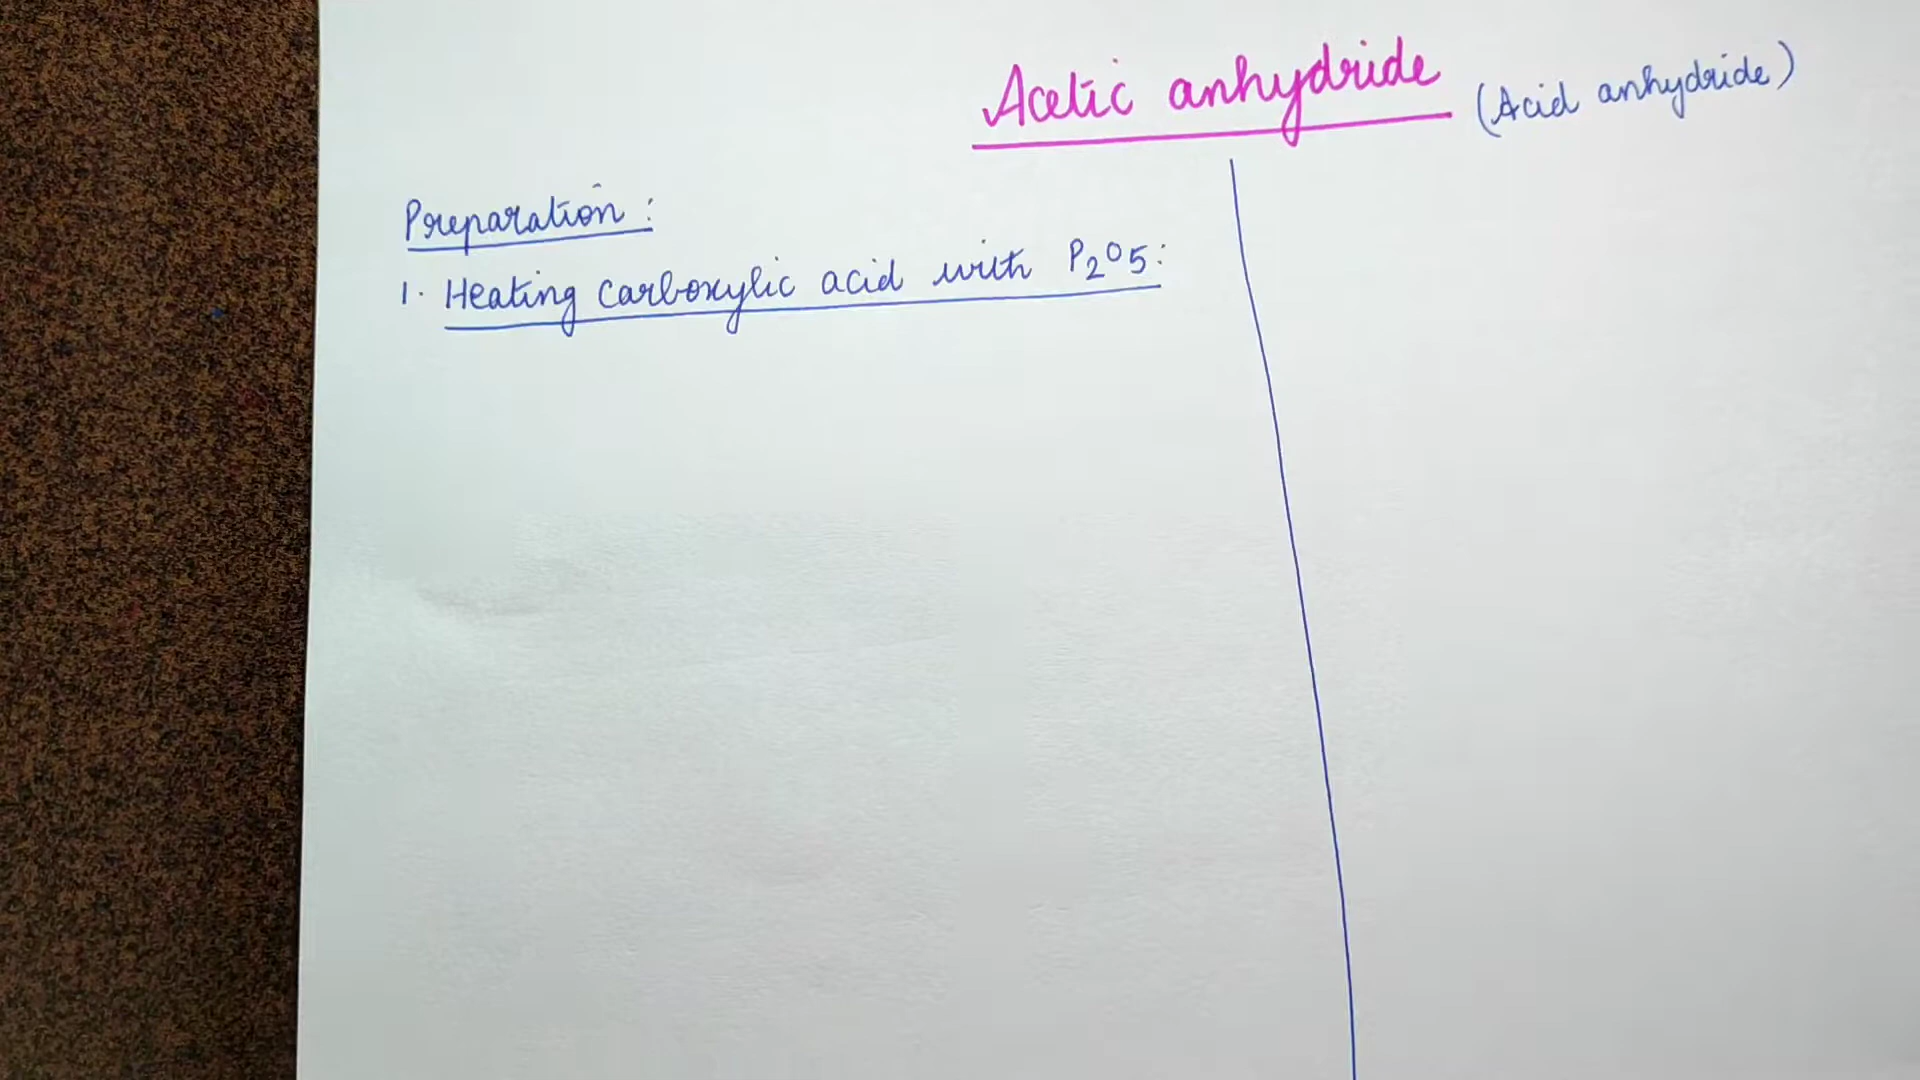 Acetic anhydride (Acid anhydride)
Preparation :
1. Heating carboxylic acid with P2O5: